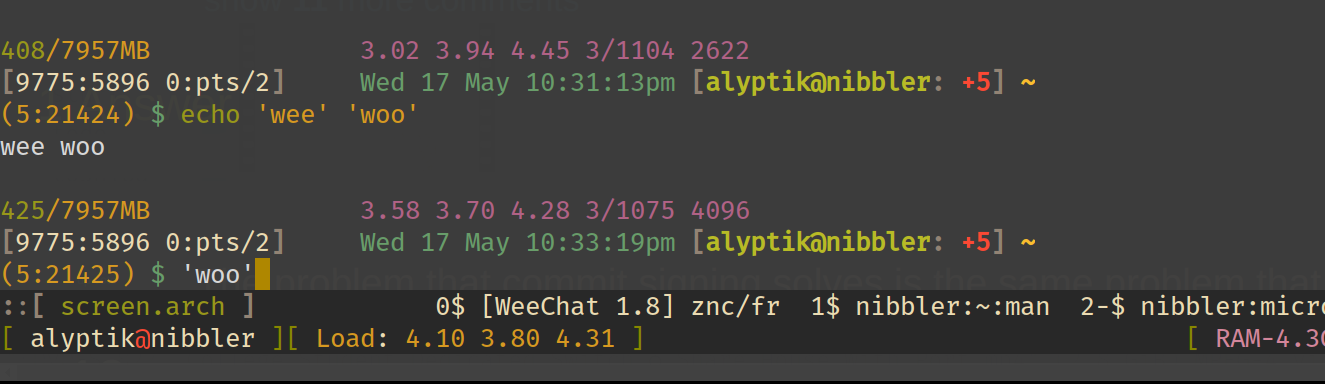 show 11 more comments
408/7957MB 3.02 3.94 4.45 3/1104 2622
[9775:5896 0:pts/2] Wed 17 May 10:31:13pm [alyptik@nibbler: +5] ~
(5:21424) $ echo 'wee' 'woo'
wee woo
425/7957MB 3.58 3.70 4.28 3/1075 4096
[9775:5896 0:pts/2] Wed 17 May 10:33:19pm [alyptik@nibbler: +5] ~
(5:21425) $ 'woo'
::[ screen.arch ] 0$ [WeeChat 1.8] znc/fr 1$ nibbler:~:man 2-$ nibbler:micro
[ alyptik@nibbler ][ Load: 4.10 3.80 4.31 ] [ RAM-4.3